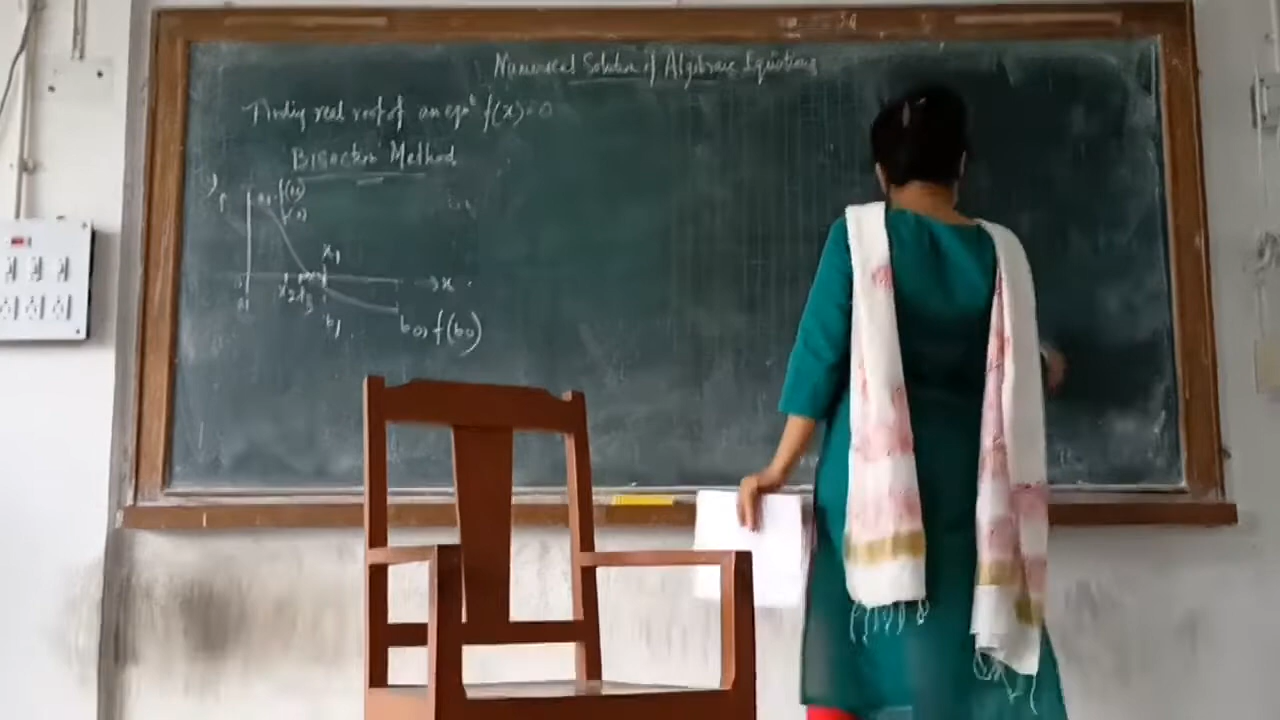 Numerical Solution of Algebraic Equations
Finding real root of an eqn f(x)=0
Bisection Method
y
f(a)
x1
x
x2 x3
b1
b0, f(b0)